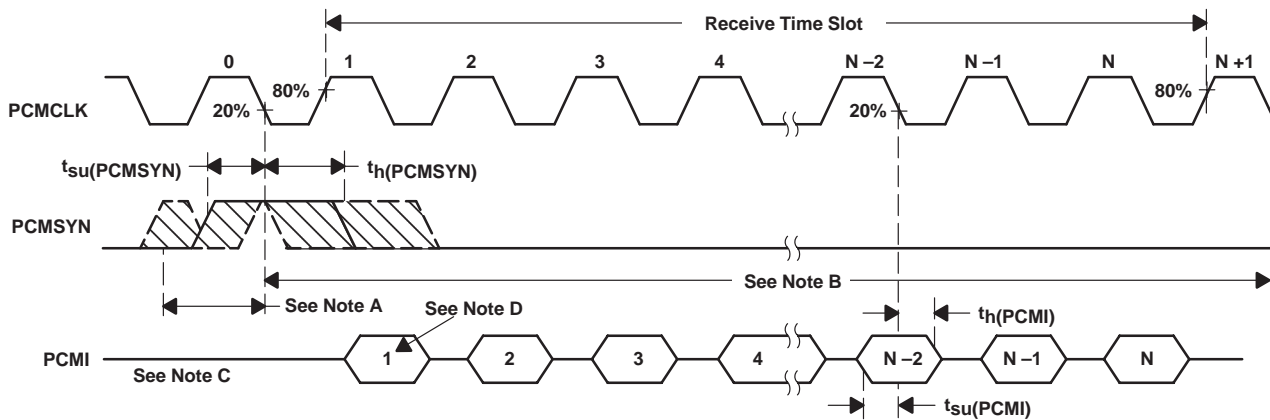 Receive Time Slot
0 1 2 3 4 N –2 N –1 N N +1
80% 80%
PCMCLK 20% 20%
tsu(PCMSYN) th(PCMSYN)
PCMSYN
See Note B
See Note A
See Note D th(PCMI)
PCMI 1 2 3 4 N –2 N –1 N
See Note C
tsu(PCMI)